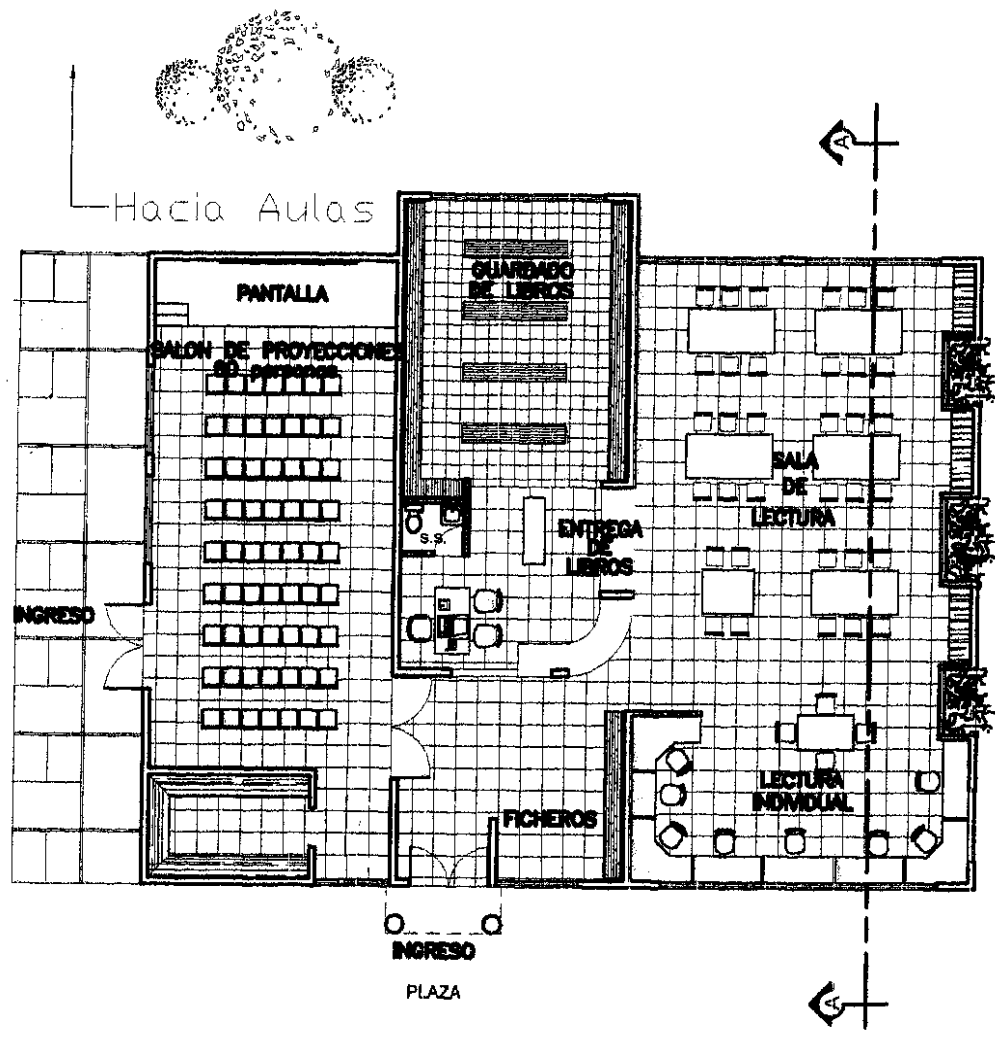 A
Hacia Aulas
PANTALLA
GUARDADO
DE LIBROS
SALON DE PROYECCIONES
60 personas
SALA
DE
LECTURA
S.S.
ENTREGA
DE
LIBROS
INGRESO
LECTURA
INDIVIDUAL
FICHEROS
INGRESO
PLAZA
A